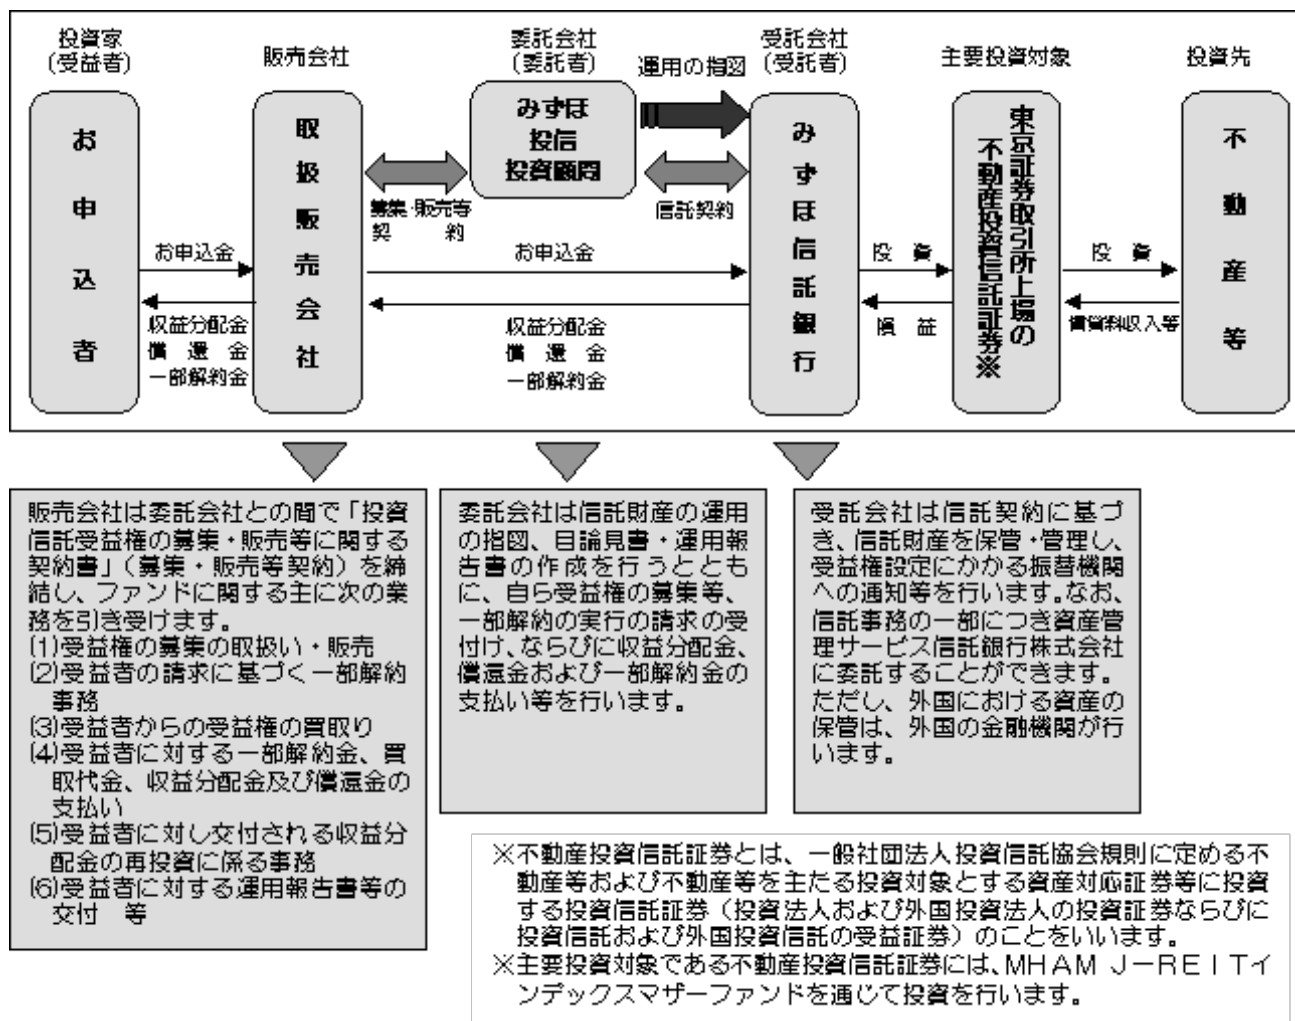 投資家
(受益者)
販売会社
委託会社
(委託者)
運用の指図
受託会社
(受託者)
主要投資対象
投資先
お申込者
取扱販売会社
みずほ
投信
投資顧問
みずほ信託銀行
東京証券取引所上場の
不動産投資信託証券※
不動産等
募集・販売等
契　約
信託契約
お申込金
お申込金
投　資
投　資
収益分配金
償　還　金
一部解約金
収益分配金
償　還　金
一部解約金
損　益
賃貸料収入等
販売会社は委託会社との間で「投資
信託受益権の募集・販売等に関する
契約書」（募集・販売等契約）を締
結し、ファンドに関する主に次の業
務を引き受けます。
(1)受益権の募集の取扱い・販売
(2)受益者の請求に基づく一部解約
事務
(3)受益者からの受益権の買取り
(4)受益者に対する一部解約金、買
取代金、収益分配金及び償還金の
支払い
(5)受益者に対し交付される収益分
配金の再投資に係る事務
(6)受益者に対する運用報告書等の
交付　等
委託会社は信託財産の運用
の指図、目論見書・運用報
告書の作成を行うととも
に、自ら受益権の募集等、
一部解約の実行の請求の受
付け、ならびに収益分配金、
償還金および一部解約金の
支払い等を行います。
受託会社は信託契約に基づ
き、信託財産を保管・管理し、
受益権設定にかかる振替機関
への通知等を行います。なお、
信託事務の一部につき資産管
理サービス信託銀行株式会社
に委託することができます。
ただし、外国における資産の
保管は、外国の金融機関が行
います。
※不動産投資信託証券とは、一般社団法人投資信託協会規則に定める不
動産等および不動産等を主たる投資対象とする資産対応証券等に投資
する投資信託証券（投資法人および外国投資法人の投資証券ならびに
投資信託および外国投資信託の受益証券）のことをいいます。
※主要投資対象である不動産投資信託証券には、ＭＨＡＭ Ｊ－ＲＥＩＴイ
ンデックスマザーファンドを通じて投資を行います。